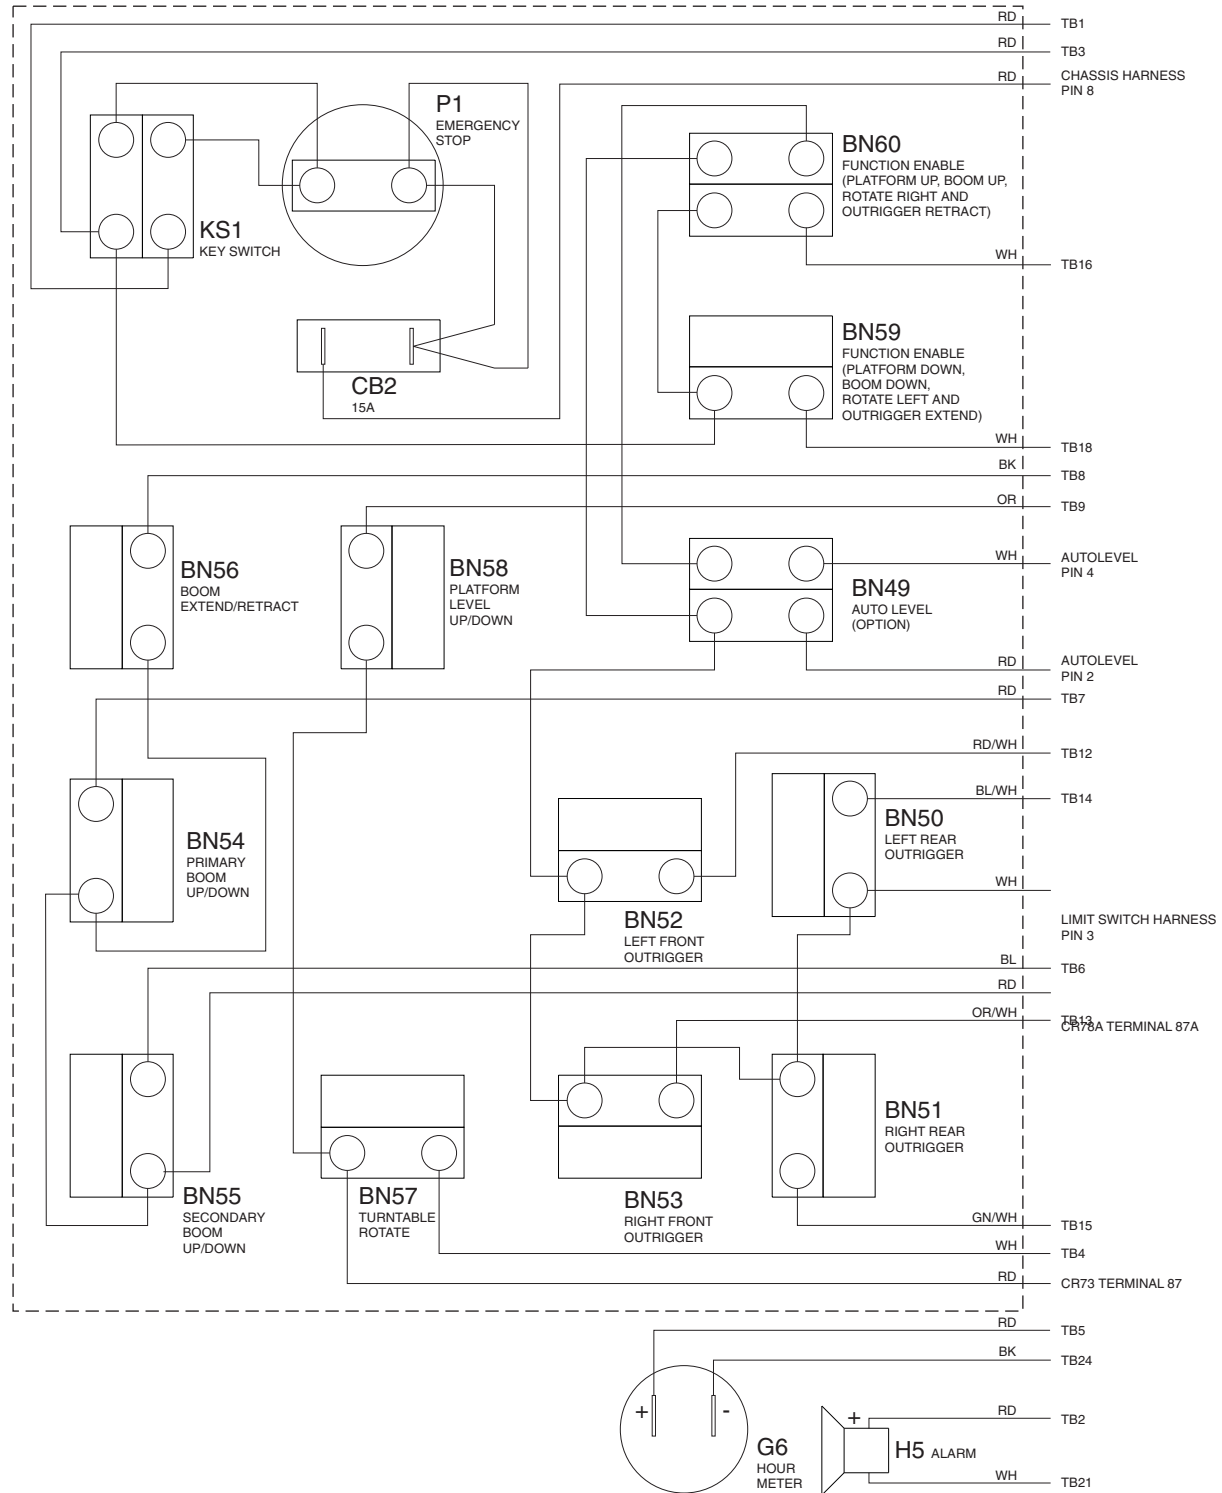 RD TB1
RD TB3
RD CHASSIS HARNESS
PIN 8
P1
EMERGENCY
STOP
BN60
FUNCTION ENABLE
(PLATFORM UP, BOOM UP,
ROTATE RIGHT AND
OUTRIGGER RETRACT)
KS1
KEY SWITCH
WH TB16
BN59
FUNCTION ENABLE
(PLATFORM DOWN,
BOOM DOWN,
ROTATE LEFT AND
OUTRIGGER EXTEND)
CB2
15A
WH TB18
BK TB8
OR TB9
WH AUTOLEVEL
PIN 4
BN56
BOOM
EXTEND/RETRACT
BN58
PLATFORM
LEVEL
UP/DOWN
BN49
AUTO LEVEL
(OPTION)
RD AUTOLEVEL
PIN 2
RD TB7
RD/WH TB12
BL/WH TB14
BN54
PRIMARY
BOOM
UP/DOWN
BN50
LEFT REAR
OUTRIGGER
WH
LIMIT SWITCH HARNESS
PIN 3
BN52
LEFT FRONT
OUTRIGGER
BL TB6
RD
OR/WH TB13
CR78A TERMINAL 87A
BN51
RIGHT REAR
OUTRIGGER
BN55
SECONDARY
BOOM
UP/DOWN
BN57
TURNTABLE
ROTATE
BN53
RIGHT FRONT
OUTRIGGER
GN/WH TB15
WH TB4
RD CR73 TERMINAL 87
RD TB5
BK TB24
+ -
G6
HOUR
METER
RD TB2
+
H5 ALARM
WH TB21